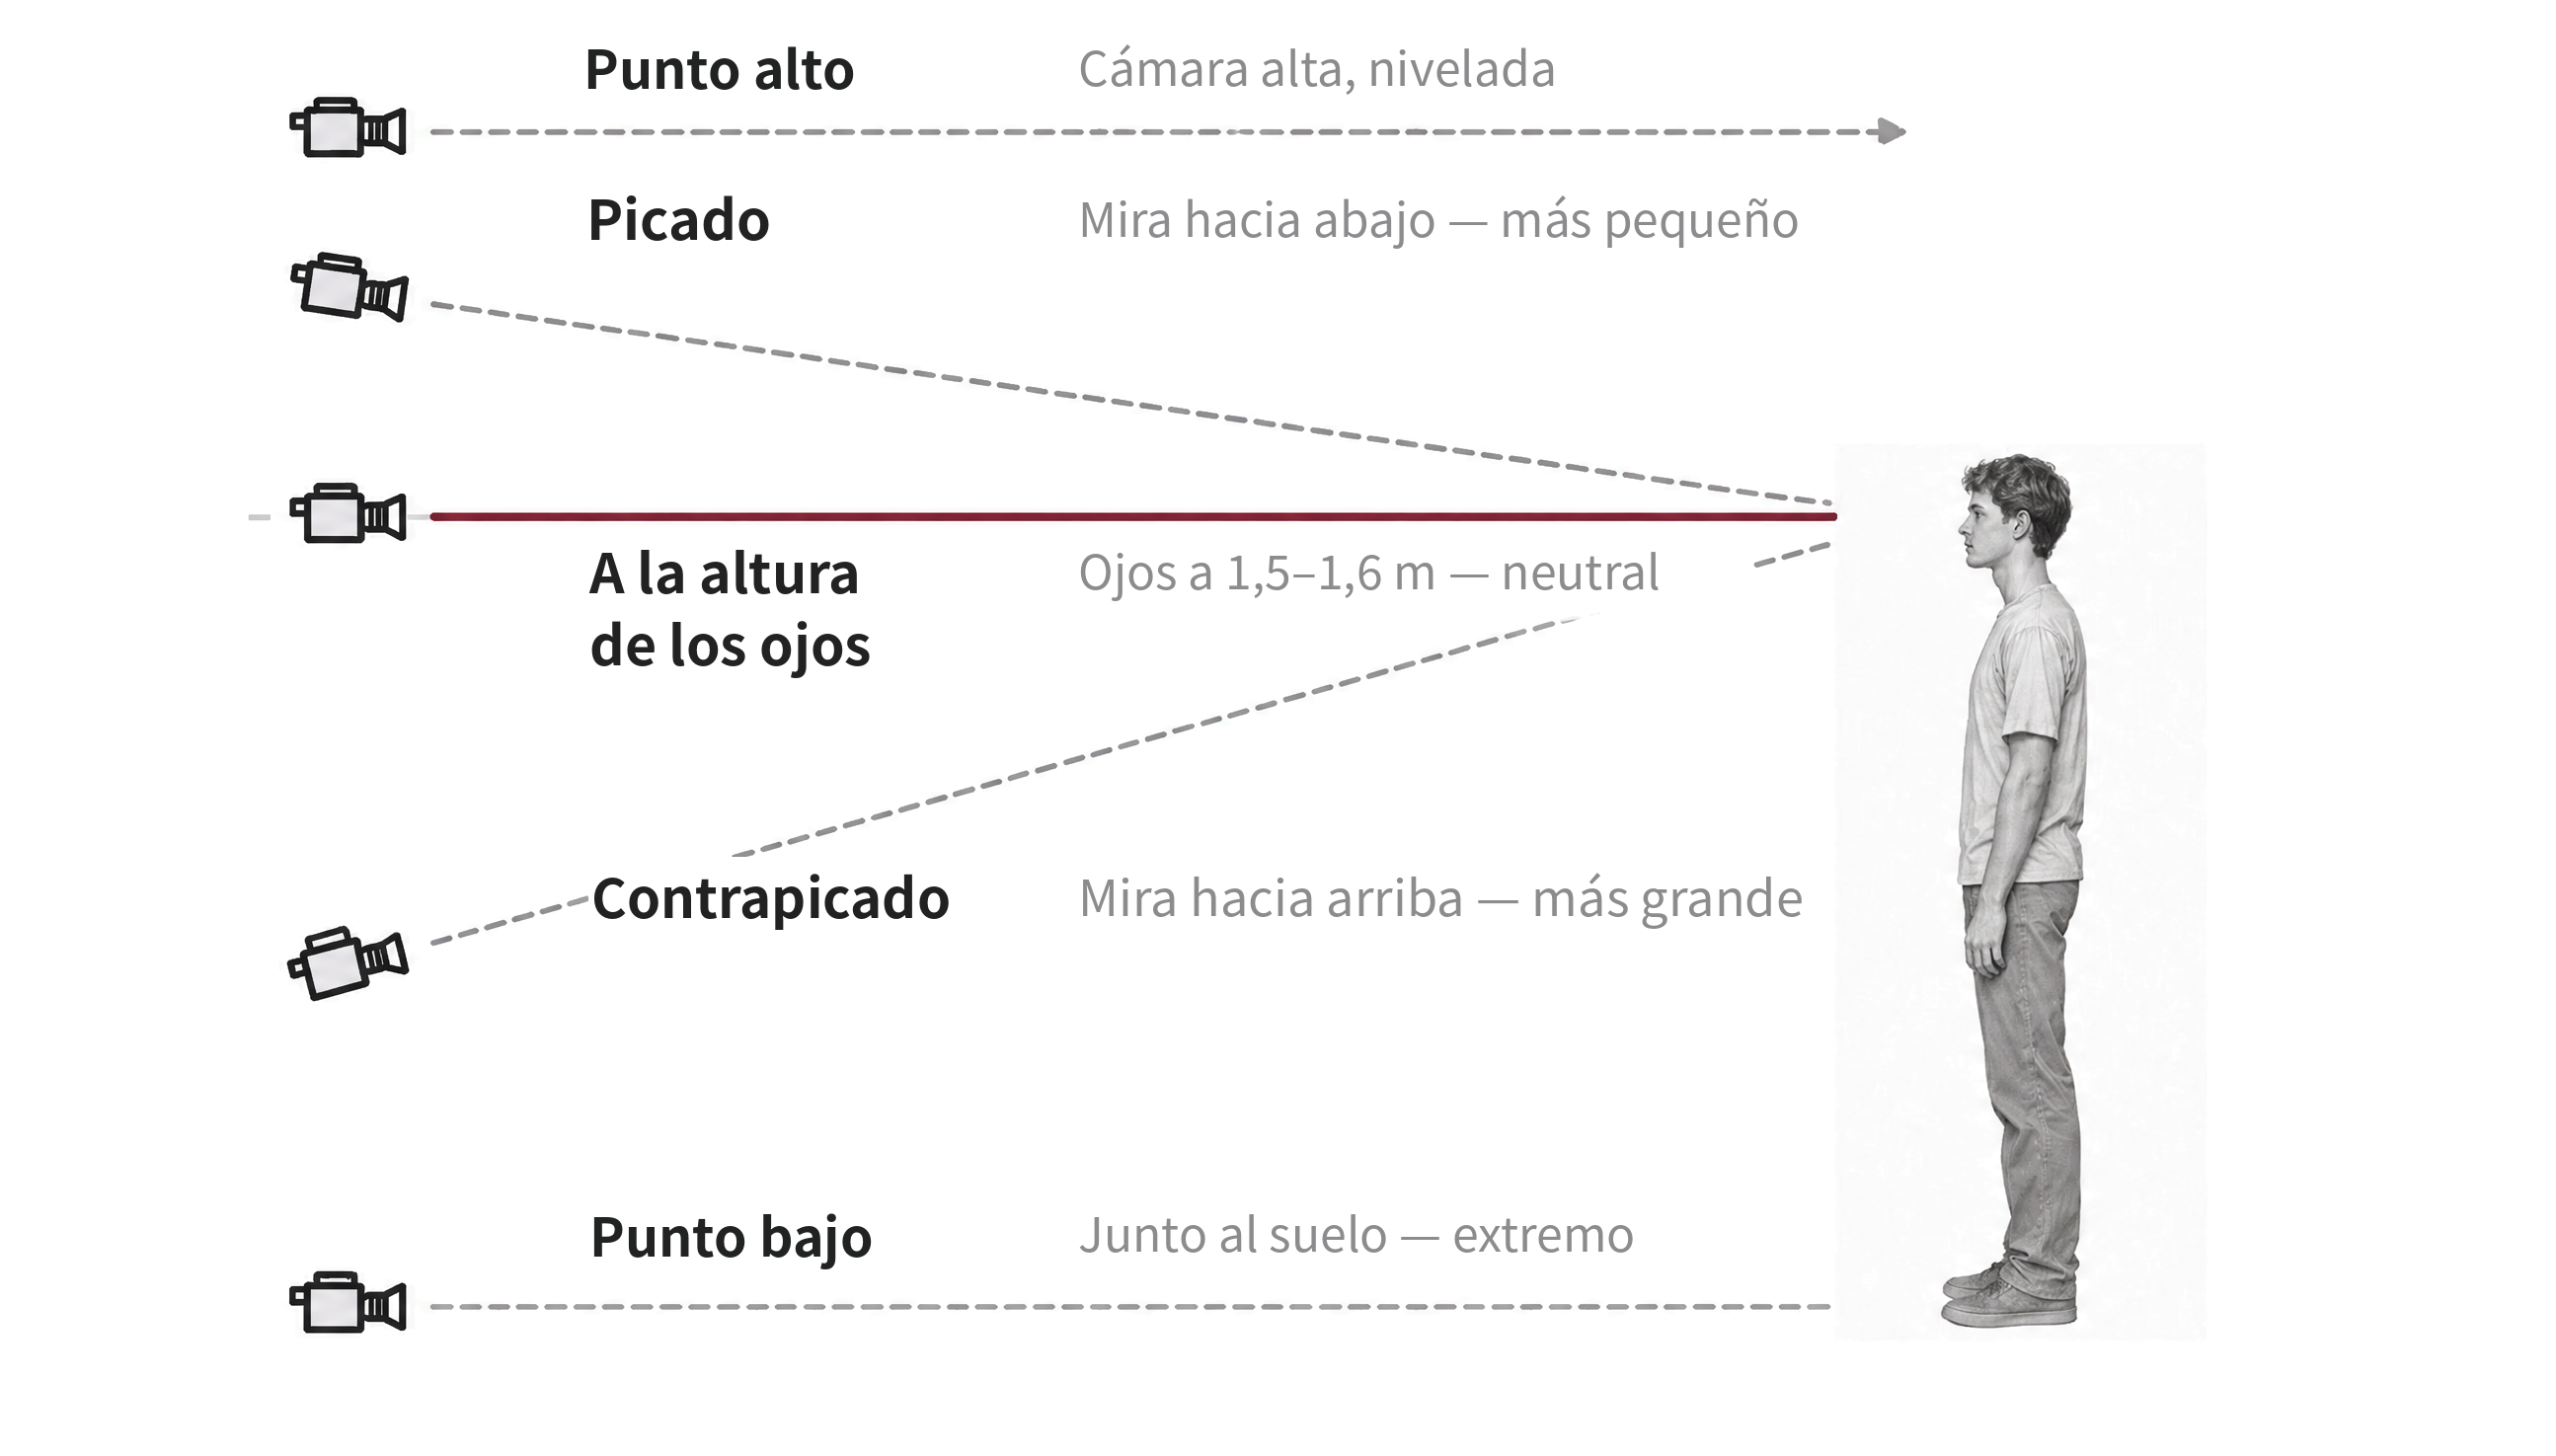 Punto alto
Cámara alta, nivelada
Picado
Mira hacia abajo — más pequeño
A la altura
de los ojos
Ojos a 1,5–1,6 m — neutral
Contrapicado
Mira hacia arriba — más grande
Punto bajo
Junto al suelo — extremo